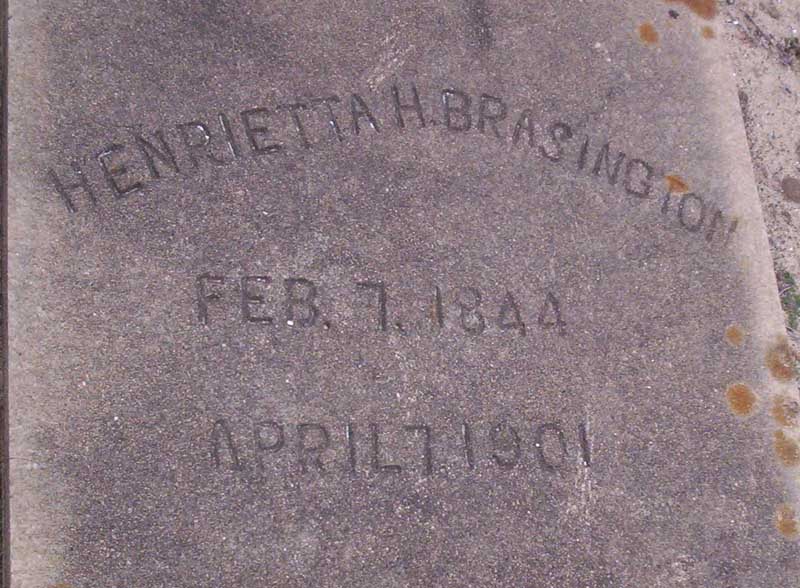 HENRIETTA H. BRASINGTON
FEB. 7. 1844
APRIL 7 1901